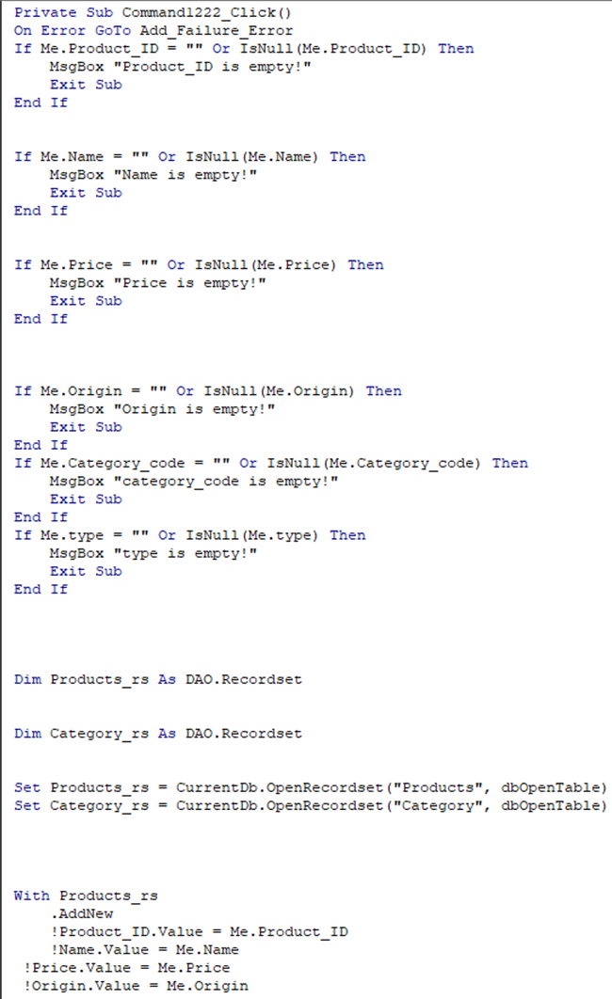 Private Sub Command1222_Click()
On Error GoTo Add_Failure_Error
If Me.Product_ID = "" Or IsNull(Me.Product_ID) Then
    MsgBox "Product_ID is empty!"
    Exit Sub
End If
If Me.Name = "" Or IsNull(Me.Name) Then
    MsgBox "Name is empty!"
    Exit Sub
End If
If Me.Price = "" Or IsNull(Me.Price) Then
    MsgBox "Price is empty!"
    Exit Sub
End If
If Me.Origin = "" Or IsNull(Me.Origin) Then
    MsgBox "Origin is empty!"
    Exit Sub
End If
If Me.Category_code = "" Or IsNull(Me.Category_code) Then
    MsgBox "category_code is empty!"
    Exit Sub
End If
If Me.type = "" Or IsNull(Me.type) Then
    MsgBox "type is empty!"
    Exit Sub
End If
Dim Products_rs As DAO.Recordset
Dim Category_rs As DAO.Recordset
Set Products_rs = CurrentDb.OpenRecordset("Products", dbOpenTable)
Set Category_rs = CurrentDb.OpenRecordset("Category", dbOpenTable)
With Products_rs
    .AddNew
    !Product_ID.Value = Me.Product_ID
    !Name.Value = Me.Name
 !Price.Value = Me.Price
 !Origin.Value = Me.Origin